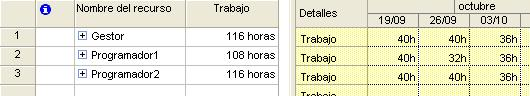 Nombre del recurso Trabajo Detalles octubre
19/09 26/09 03/10
1 Gestor 116 horas Trabajo 40h 40h 36h
2 Programador1 108 horas Trabajo 40h 32h 36h
3 Programador2 116 horas Trabajo 40h 40h 36h
Trabajo